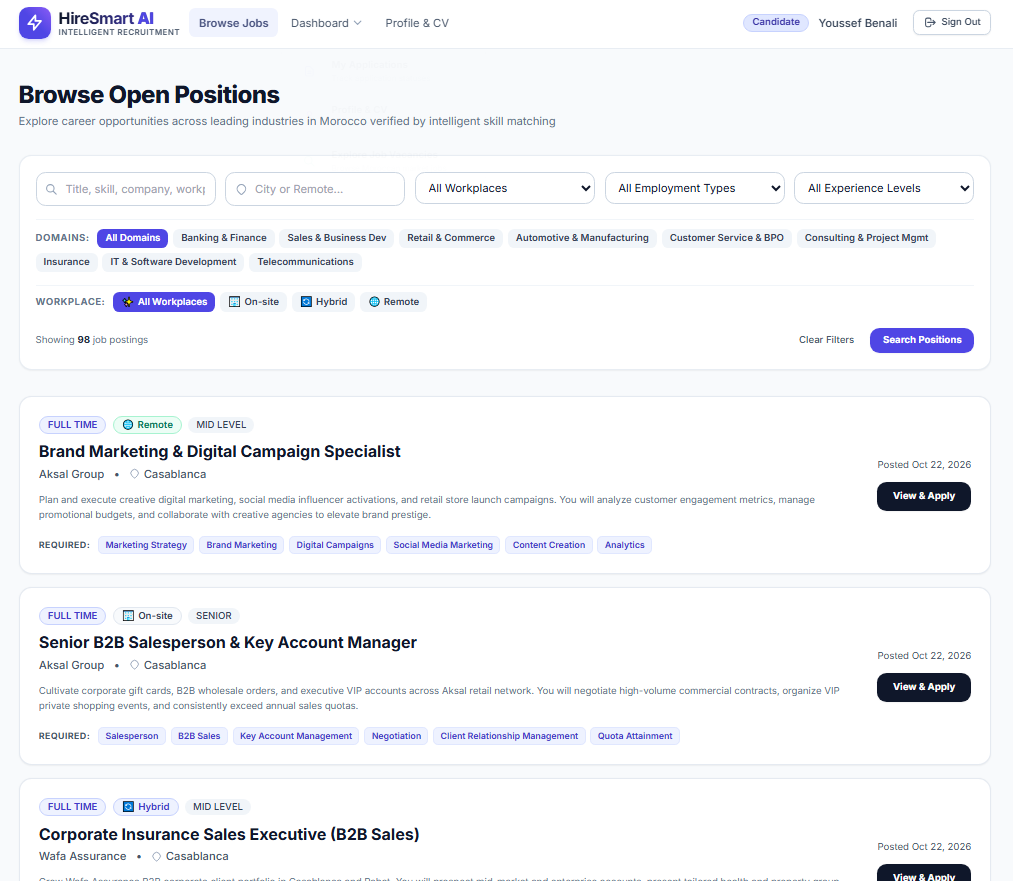 HireSmart AI
INTELLIGENT RECRUITMENT
Browse Jobs
Dashboard
Profile & CV
Candidate
Youssef Benali
Sign Out
Browse Open Positions
Explore career opportunities across leading industries in Morocco verified by intelligent skill matching
Title, skill, company, workp
City or Remote...
All Workplaces
All Employment Types
All Experience Levels
DOMAINS: All Domains Banking & Finance Sales & Business Dev Retail & Commerce Automotive & Manufacturing Customer Service & BPO Consulting & Project Mgmt
Insurance IT & Software Development Telecommunications
WORKPLACE: All Workplaces On-site Hybrid Remote
Showing 98 job postings
Clear Filters
Search Positions
FULL TIME Remote MID LEVEL
Brand Marketing & Digital Campaign Specialist
Aksal Group • Casablanca
Plan and execute creative digital marketing, social media influencer activations, and retail store launch campaigns. You will analyze customer engagement metrics, manage
promotional budgets, and collaborate with creative agencies to elevate brand prestige.
REQUIRED: Marketing Strategy Brand Marketing Digital Campaigns Social Media Marketing Content Creation Analytics
Posted Oct 22, 2026
View & Apply
FULL TIME On-site SENIOR
Senior B2B Salesperson & Key Account Manager
Aksal Group • Casablanca
Cultivate corporate gift cards, B2B wholesale orders, and executive VIP accounts across Aksal retail network. You will negotiate high-volume commercial contracts, organize VIP
private shopping events, and consistently exceed annual sales quotas.
REQUIRED: Salesperson B2B Sales Key Account Management Negotiation Client Relationship Management Quota Attainment
Posted Oct 22, 2026
View & Apply
FULL TIME Hybrid MID LEVEL
Corporate Insurance Sales Executive (B2B Sales)
Wafa Assurance • Casablanca
Posted Oct 22, 2026
View & Apply